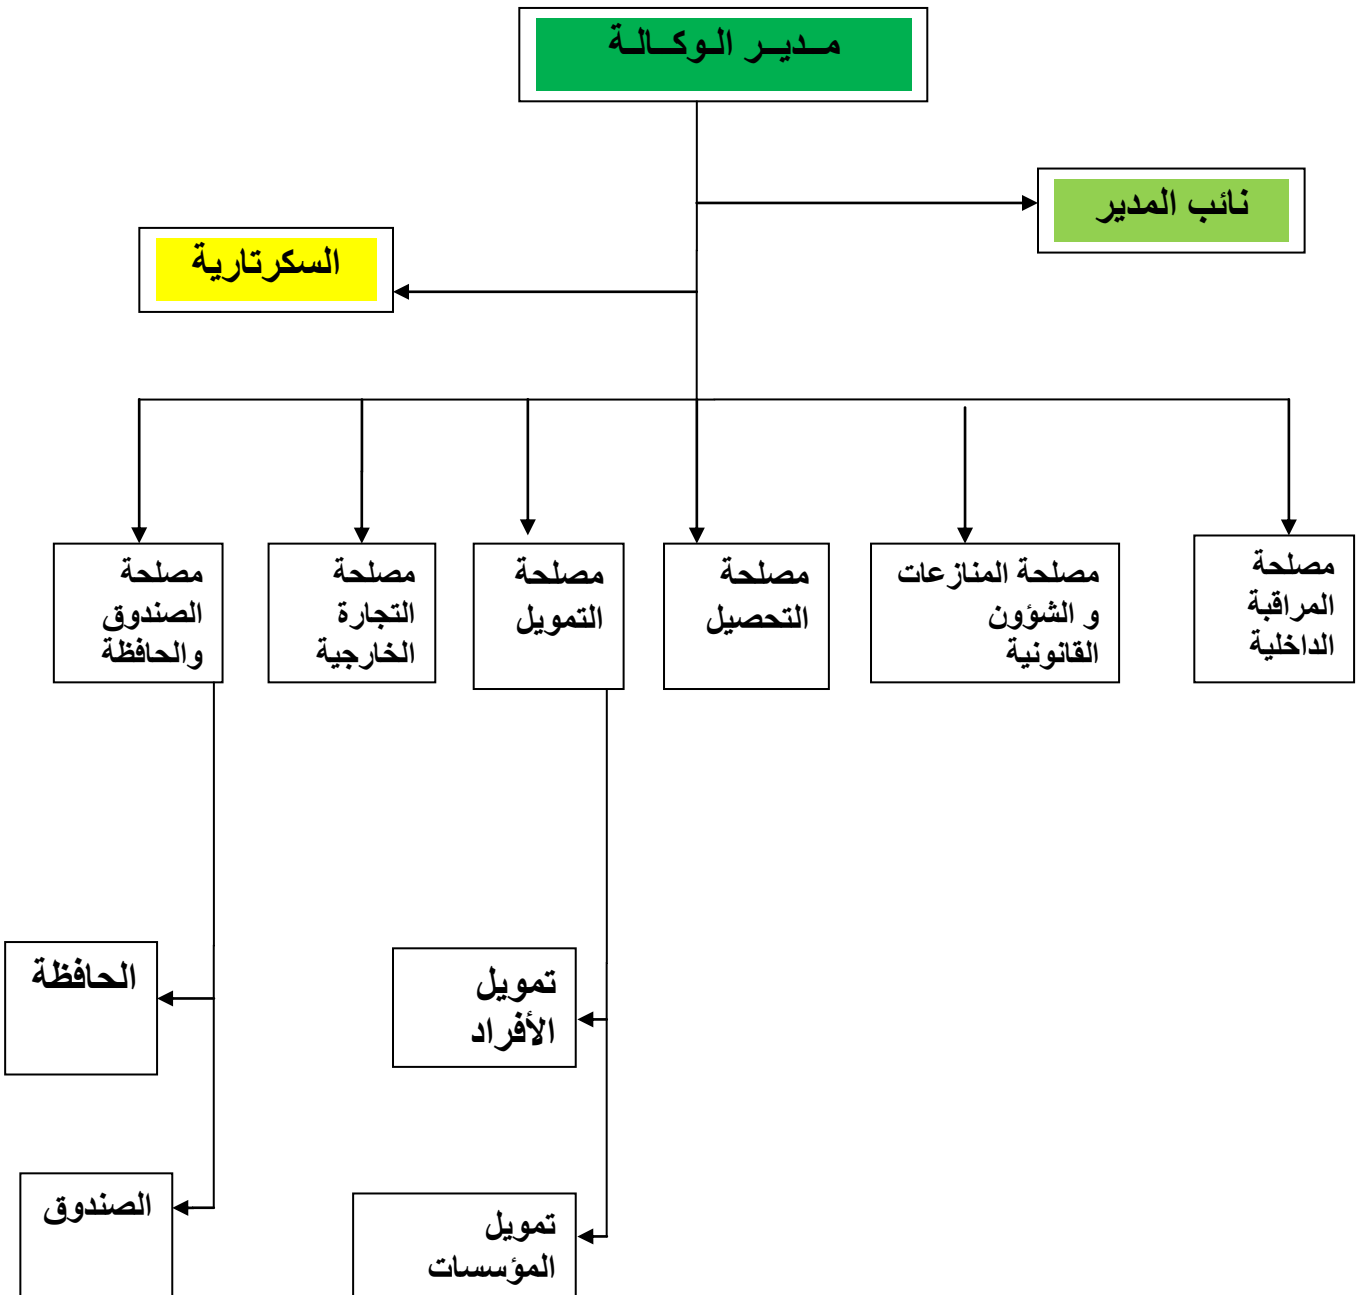 مـديـر الـوكـالـة
نائب المدير
السكرتارية
مصلحة
المراقبة
الداخلية
مصلحة المنازعات
و الشؤون
القانونية
مصلحة
التحصيل
مصلحة
التمويل
مصلحة
التجارة
الخارجية
مصلحة
الصندوق
والحافظة
تمويل
الأفراد
الحافظة
تمويل
المؤسسات
الصندوق